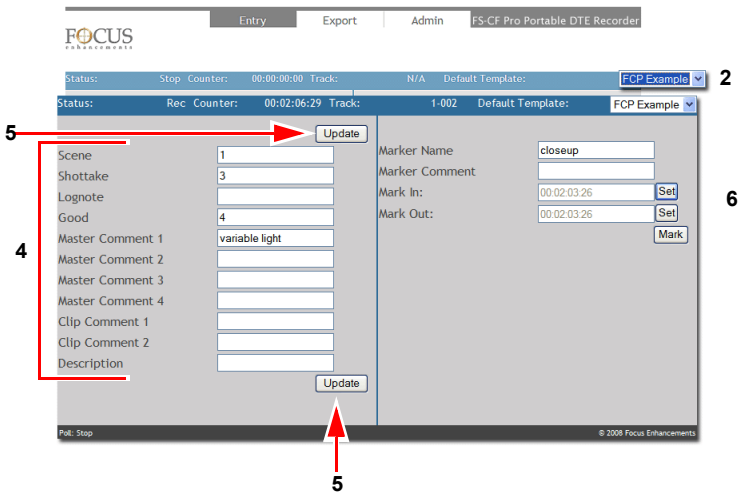 Entry Export Admin FS-CF Pro Portable DTE Recorder
FOCUS
enhancements
Status: Stop Counter: 00:00:00:00 Track: N/A Default Template: FCP Example 2
Status: Rec Counter: 00:02:06:29 Track: 1-002 Default Template: FCP Example
5 Update
Scene 1
Shottake 3
Lognote
Good 4
Master Comment 1 variable light
Master Comment 2
Master Comment 3
Master Comment 4
Clip Comment 1
Clip Comment 2
Description
4
Update
Marker Name closeup
Marker Comment
Mark In: 00:02:03:26 Set
Mark Out: 00:02:03:26 Set
Mark
6
Poll: Stop © 2008 Focus Enhancements
5